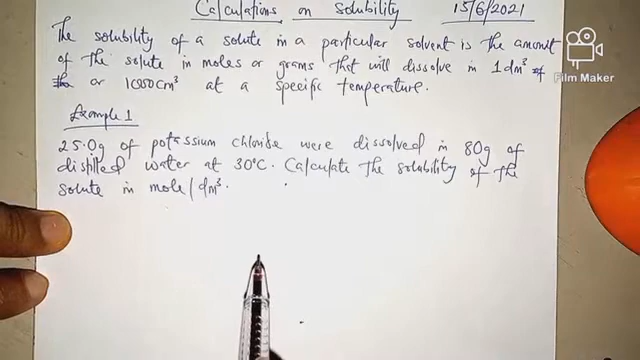 Calculations on Solubility 15/6/2021
The solubility of a solute in a particular solvent is the amount
of the solute in moles or grams that will dissolve in 1dm³ of
or 1000cm³ at a specific temperature.
Film Maker
Example 1
25.0g of potassium chloride were dissolved in 80g of
distilled water at 30°C. Calculate the solubility of the
solute in mole/dm³.